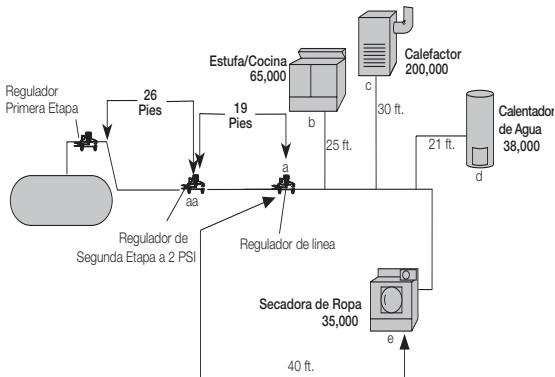 Regulador
Primera Etapa
26
Pies
19
Pies
Estufa/Cocina
65,000
b
25 ft.
Calefactor
200,000
c
30 ft.
Calentador
de Agua
38,000
21 ft.
d
a
aa
Regulador de
Segunda Etapa a 2 PSI
Regulador de linea
Secadora de Ropa
35,000
e
40 ft.